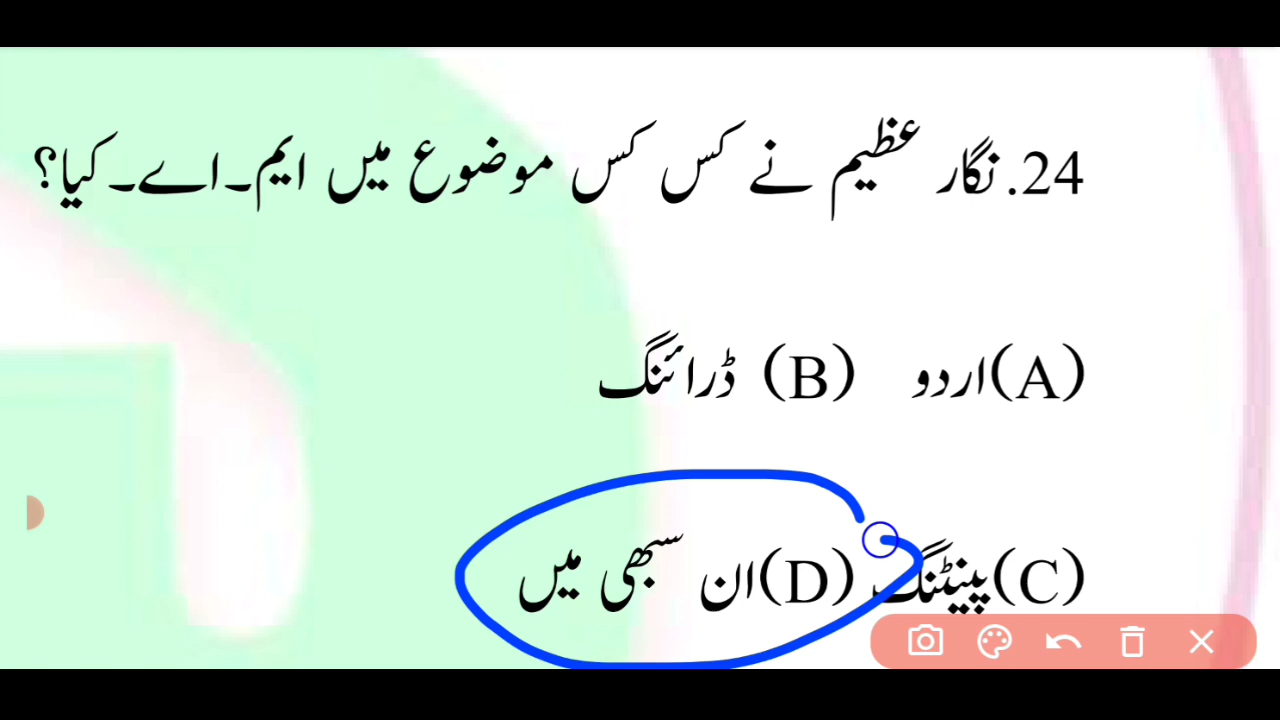 24. نگار عظیم نے کس کس موضوع میں ایم۔اے۔کیا؟
(A)اردو (B) ڈرائنگ
(C)پینٹنگ (D)ان سبھی میں